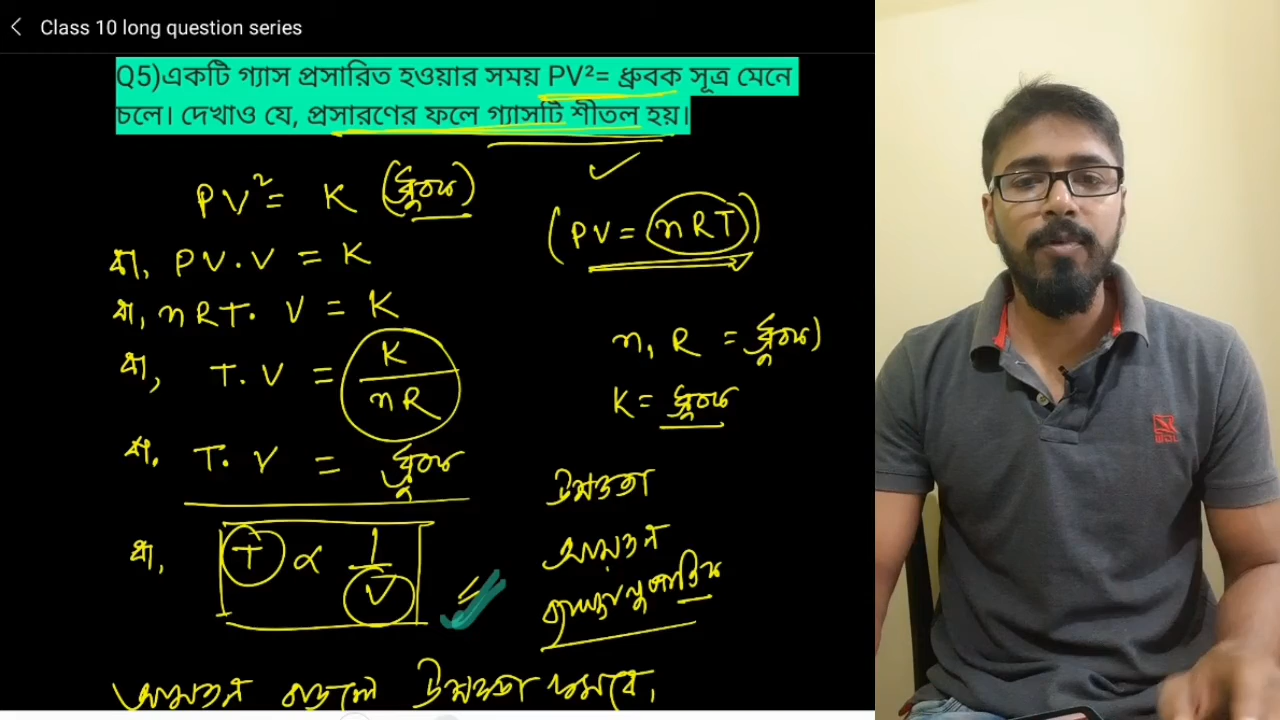 Class 10 long question series
Q5)একটি গ্যাস প্রসারিত হওয়ার সময় PV²= ধ্রুবক সূত্র মেনে
চলে। দেখাও যে, প্রসারণের ফলে গ্যাসটি শীতল হয়।
PV² = K (ধ্রুবক)
(PV = nRT)
বা, PV.V = K
বা, nRT. V = K
n, R = ধ্রুবক)
বা, T. V = K/nR
K = ধ্রুবক
বা, T. V = ধ্রুবক
উষ্ণতা
বা, T ∝ 1/V
আয়তন
ব্যাস্তানুপাতিক
আয়তন বাড়লে উষ্ণতা কমবে,